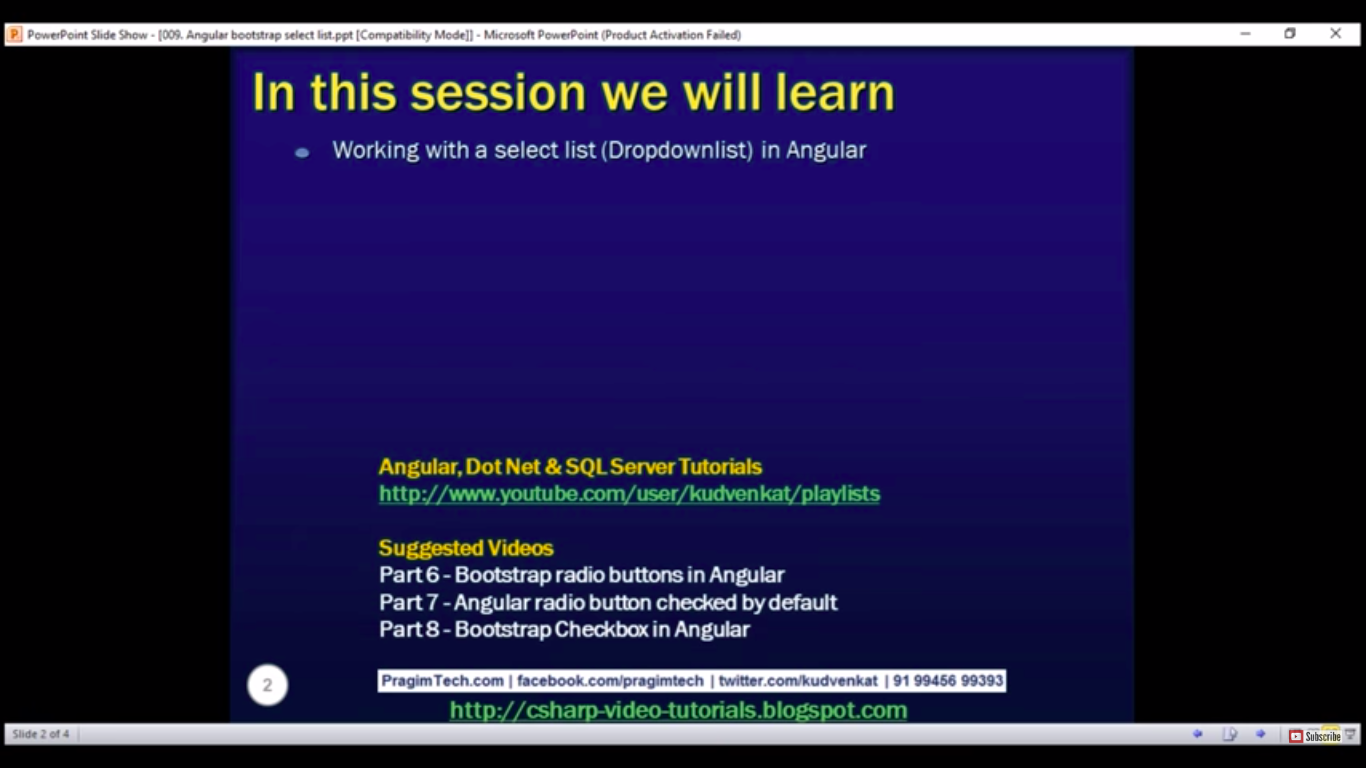 PowerPoint Slide Show - [009. Angular bootstrap select list.ppt [Compatibility Mode]] - Microsoft PowerPoint (Product Activation Failed)
In this session we will learn
Working with a select list (Dropdownlist) in Angular
Angular, Dot Net & SQL Server Tutorials
http://www.youtube.com/user/kudvenkat/playlists
Suggested Videos
Part 6 - Bootstrap radio buttons in Angular
Part 7 - Angular radio button checked by default
Part 8 - Bootstrap Checkbox in Angular
2
PragimTech.com | facebook.com/pragimtech | twitter.com/kudvenkat | 91 99456 99393
http://csharp-video-tutorials.blogspot.com
Slide 2 of 4
Subscribe